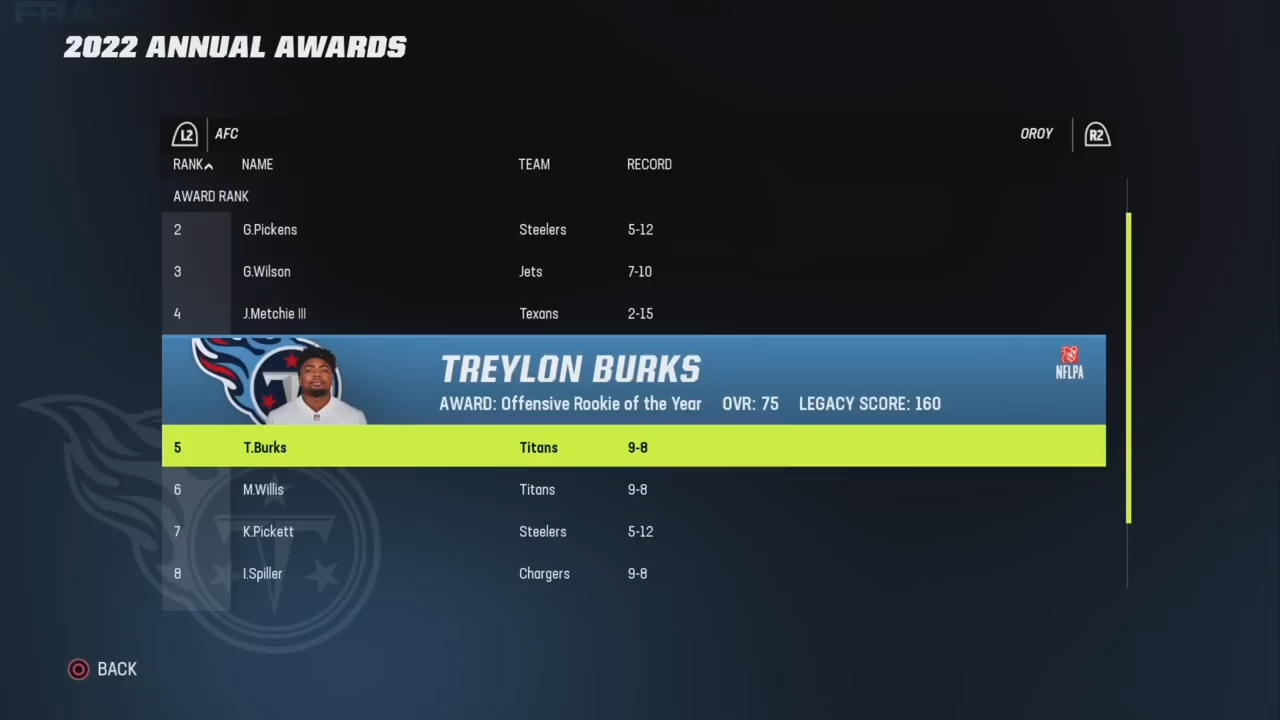 FRAN
2022 ANNUAL AWARDS
L2 AFC OROY R2
RANK NAME TEAM RECORD
AWARD RANK
2 G.Pickens Steelers 5-12
3 G.Wilson Jets 7-10
4 J.Metchie III Texans 2-15
TREYLON BURKS
NFLPA
AWARD: Offensive Rookie of the Year OVR: 75 LEGACY SCORE: 160
5 T.Burks Titans 9-8
6 M.Willis Titans 9-8
7 K.Pickett Steelers 5-12
8 I.Spiller Chargers 9-8
BACK